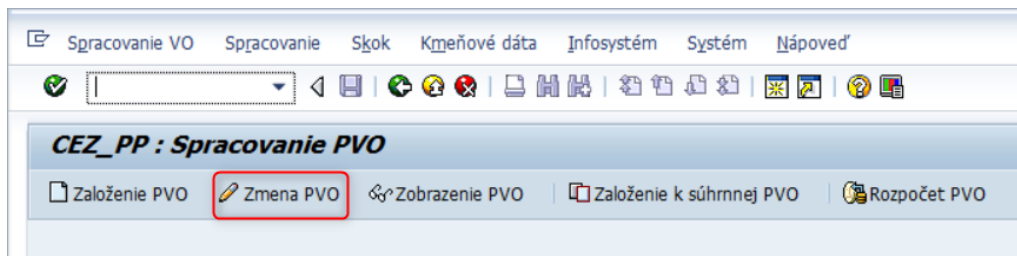 Spracovanie VO Spracovanie Skok Kmeňové dáta Infosystém Systém Nápoveď
CEZ_PP : Spracovanie PVO
Založenie PVO Zmena PVO Zobrazenie PVO Založenie k súhrnnej PVO Rozpočet PVO